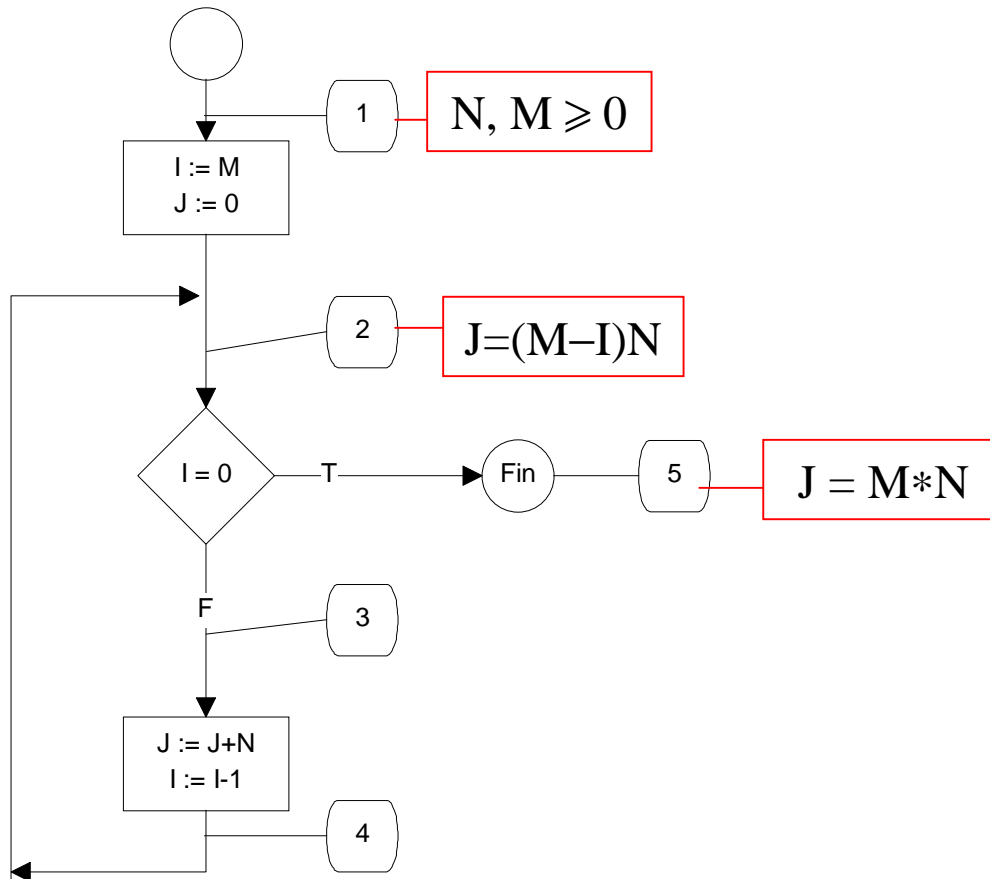 1
N, M ⩾ 0
I := M
J := 0
2
J=(M−I)N
I = 0
T
Fin
5
J = M*N
F
3
J := J+N
I := I-1
4